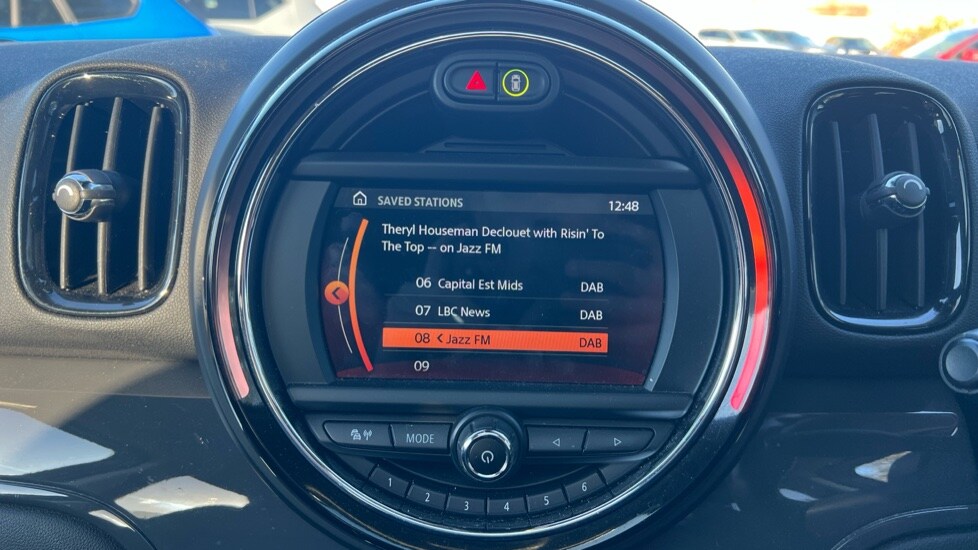 SAVED STATIONS 12:48
Theryl Houseman Declouet with Risin' To
The Top -- on Jazz FM
06 Capital Est Mids DAB
07 LBC News DAB
08 < Jazz FM DAB
09
MODE
1 2 3 4 5 6